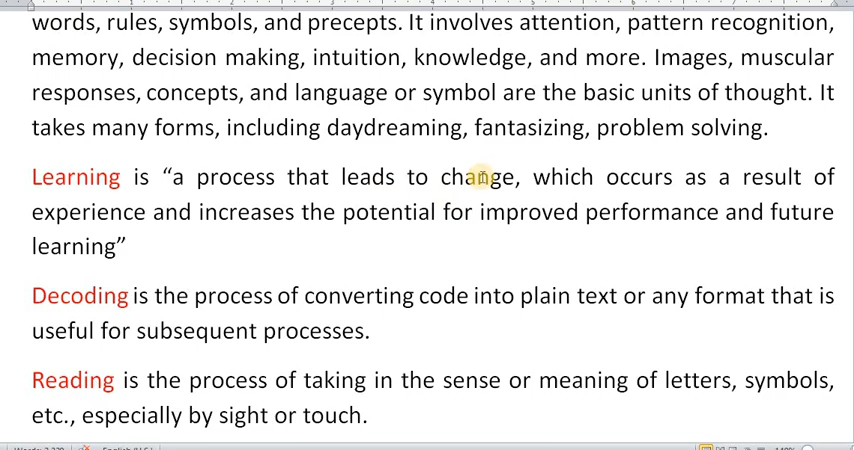 words, rules, symbols, and precepts. It involves attention, pattern recognition,
memory, decision making, intuition, knowledge, and more. Images, muscular
responses, concepts, and language or symbol are the basic units of thought. It
takes many forms, including daydreaming, fantasizing, problem solving.
Learning is “a process that leads to change, which occurs as a result of
experience and increases the potential for improved performance and future
learning”
Decoding is the process of converting code into plain text or any format that is
useful for subsequent processes.
Reading is the process of taking in the sense or meaning of letters, symbols,
etc., especially by sight or touch.